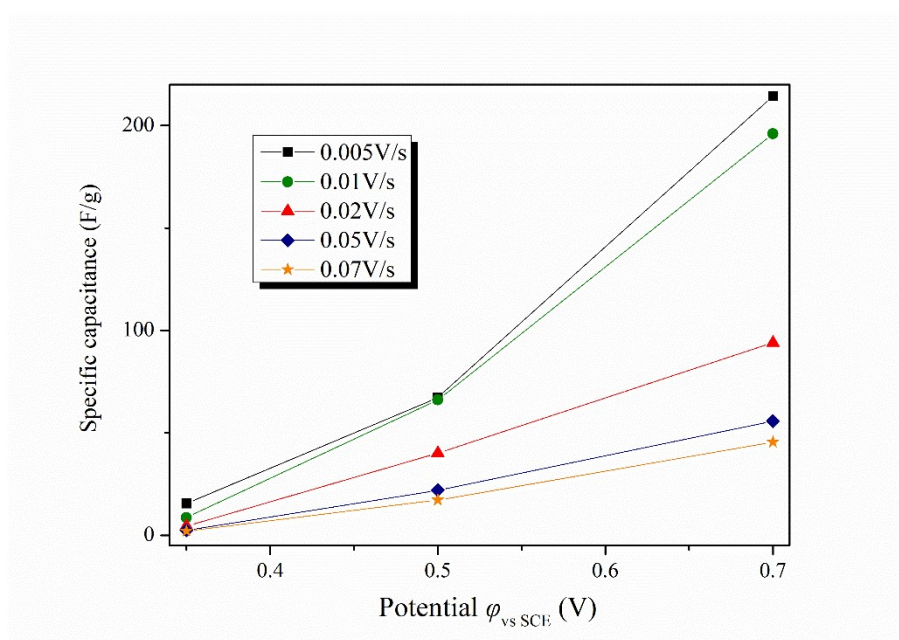 200
100
0
Specific capacitance (F/g)
0.005V/s
0.01V/s
0.02V/s
0.05V/s
0.07V/s
0.4 0.5 0.6 0.7
Potential φvs SCE (V)